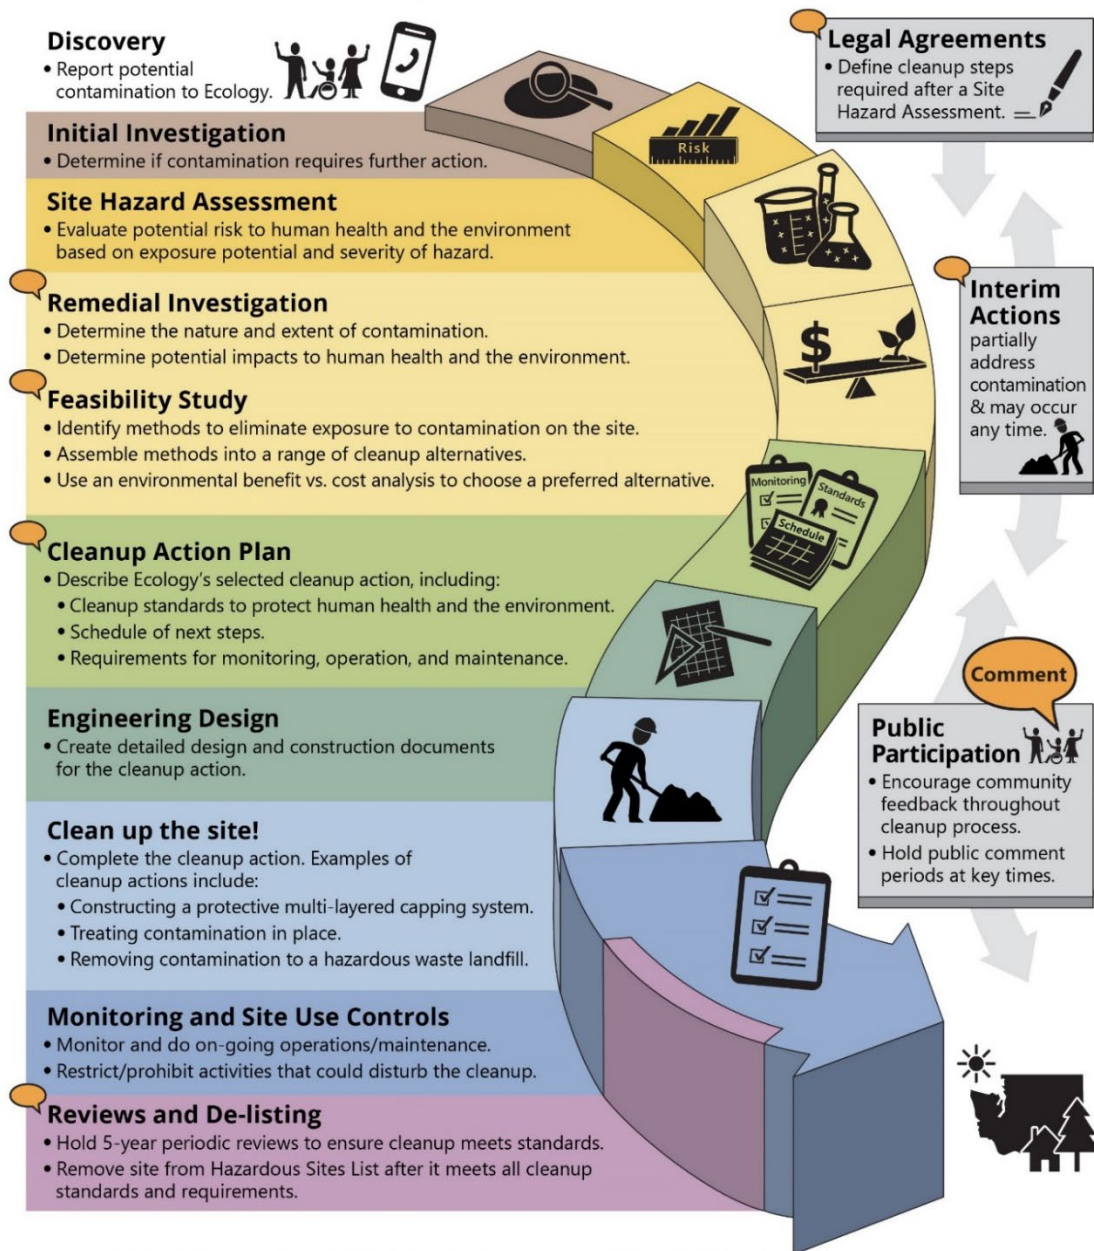 Discovery
• Report potential
contamination to Ecology.
Initial Investigation
• Determine if contamination requires further action.
Site Hazard Assessment
• Evaluate potential risk to human health and the environment
based on exposure potential and severity of hazard.
Remedial Investigation
• Determine the nature and extent of contamination.
• Determine potential impacts to human health and the environment.
Feasibility Study
• Identify methods to eliminate exposure to contamination on the site.
• Assemble methods into a range of cleanup alternatives.
• Use an environmental benefit vs. cost analysis to choose a preferred alternative.
Cleanup Action Plan
• Describe Ecology's selected cleanup action, including:
• Cleanup standards to protect human health and the environment.
• Schedule of next steps.
• Requirements for monitoring, operation, and maintenance.
Engineering Design
• Create detailed design and construction documents
for the cleanup action.
Clean up the site!
• Complete the cleanup action. Examples of
cleanup actions include:
• Constructing a protective multi-layered capping system.
• Treating contamination in place.
• Removing contamination to a hazardous waste landfill.
Monitoring and Site Use Controls
• Monitor and do on-going operations/maintenance.
• Restrict/prohibit activities that could disturb the cleanup.
Reviews and De-listing
• Hold 5-year periodic reviews to ensure cleanup meets standards.
• Remove site from Hazardous Sites List after it meets all cleanup
standards and requirements.
Risk
$
Monitoring
Standards
Schedule
Legal Agreements
• Define cleanup steps
required after a Site
Hazard Assessment.
Interim
Actions
partially
address
contamination
& may occur
any time.
Comment
Public
Participation
• Encourage community
feedback throughout
cleanup process.
• Hold public comment
periods at key times.